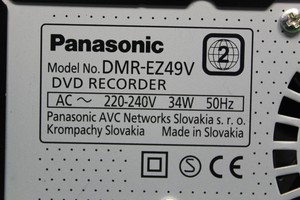 Panasonic
2
Model No. DMR-EZ49V
DVD RECORDER
AC ~ 220-240V 34W 50Hz
Panasonic AVC Networks Slovakia s. r. o.
Krompachy Slovakia Made in Slovakia
S